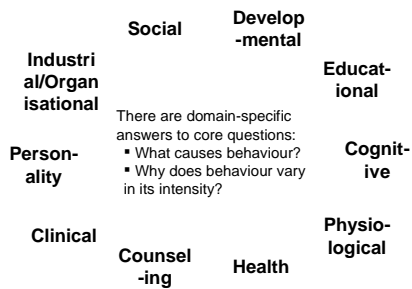 Social
Develop
-mental
Industri
al/Organ
isational
Educat-
ional
There are domain-specific
answers to core questions:
▪ What causes behaviour?
▪ Why does behaviour vary
in its intensity?
Person-
ality
Cognit-
ive
Clinical
Physio-
logical
Counsel
-ing
Health